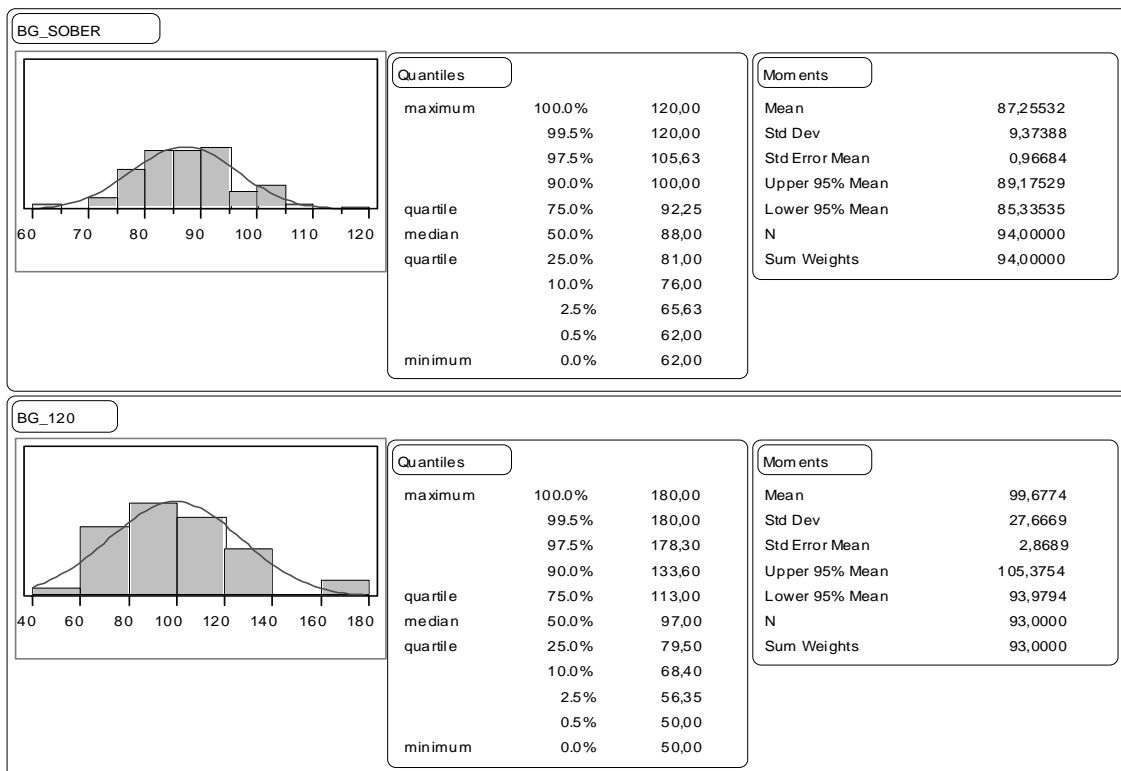 BG_SOBER
60 70 80 90 100 110 120
Quantiles
maximum 100.0% 120,00
99.5% 120,00
97.5% 105,63
90.0% 100,00
quartile 75.0% 92,25
median 50.0% 88,00
quartile 25.0% 81,00
10.0% 76,00
2.5% 65,63
0.5% 62,00
minimum 0.0% 62,00
Moments
Mean 87,25532
Std Dev 9,37388
Std Error Mean 0,96684
Upper 95% Mean 89,17529
Lower 95% Mean 85,33535
N 94,00000
Sum Weights 94,00000
BG_120
40 60 80 100 120 140 160 180
Quantiles
maximum 100.0% 180,00
99.5% 180,00
97.5% 178,30
90.0% 133,60
quartile 75.0% 113,00
median 50.0% 97,00
quartile 25.0% 79,50
10.0% 68,40
2.5% 56,35
0.5% 50,00
minimum 0.0% 50,00
Moments
Mean 99,6774
Std Dev 27,6669
Std Error Mean 2,8689
Upper 95% Mean 105,3754
Lower 95% Mean 93,9794
N 93,0000
Sum Weights 93,0000